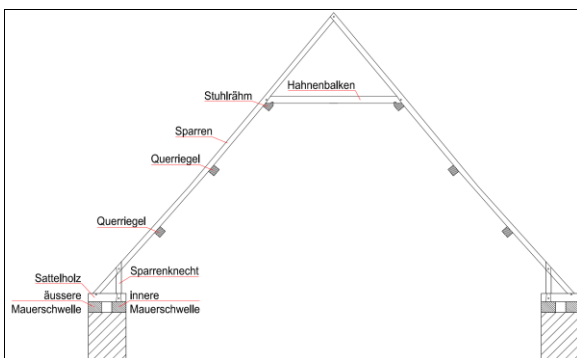 Stuhlrähm
Hahnenbalken
Sparren
Querriegel
Querriegel
Sparrenknecht
Sattelholz
äussere
Mauerschwelle
innere
Mauerschwelle